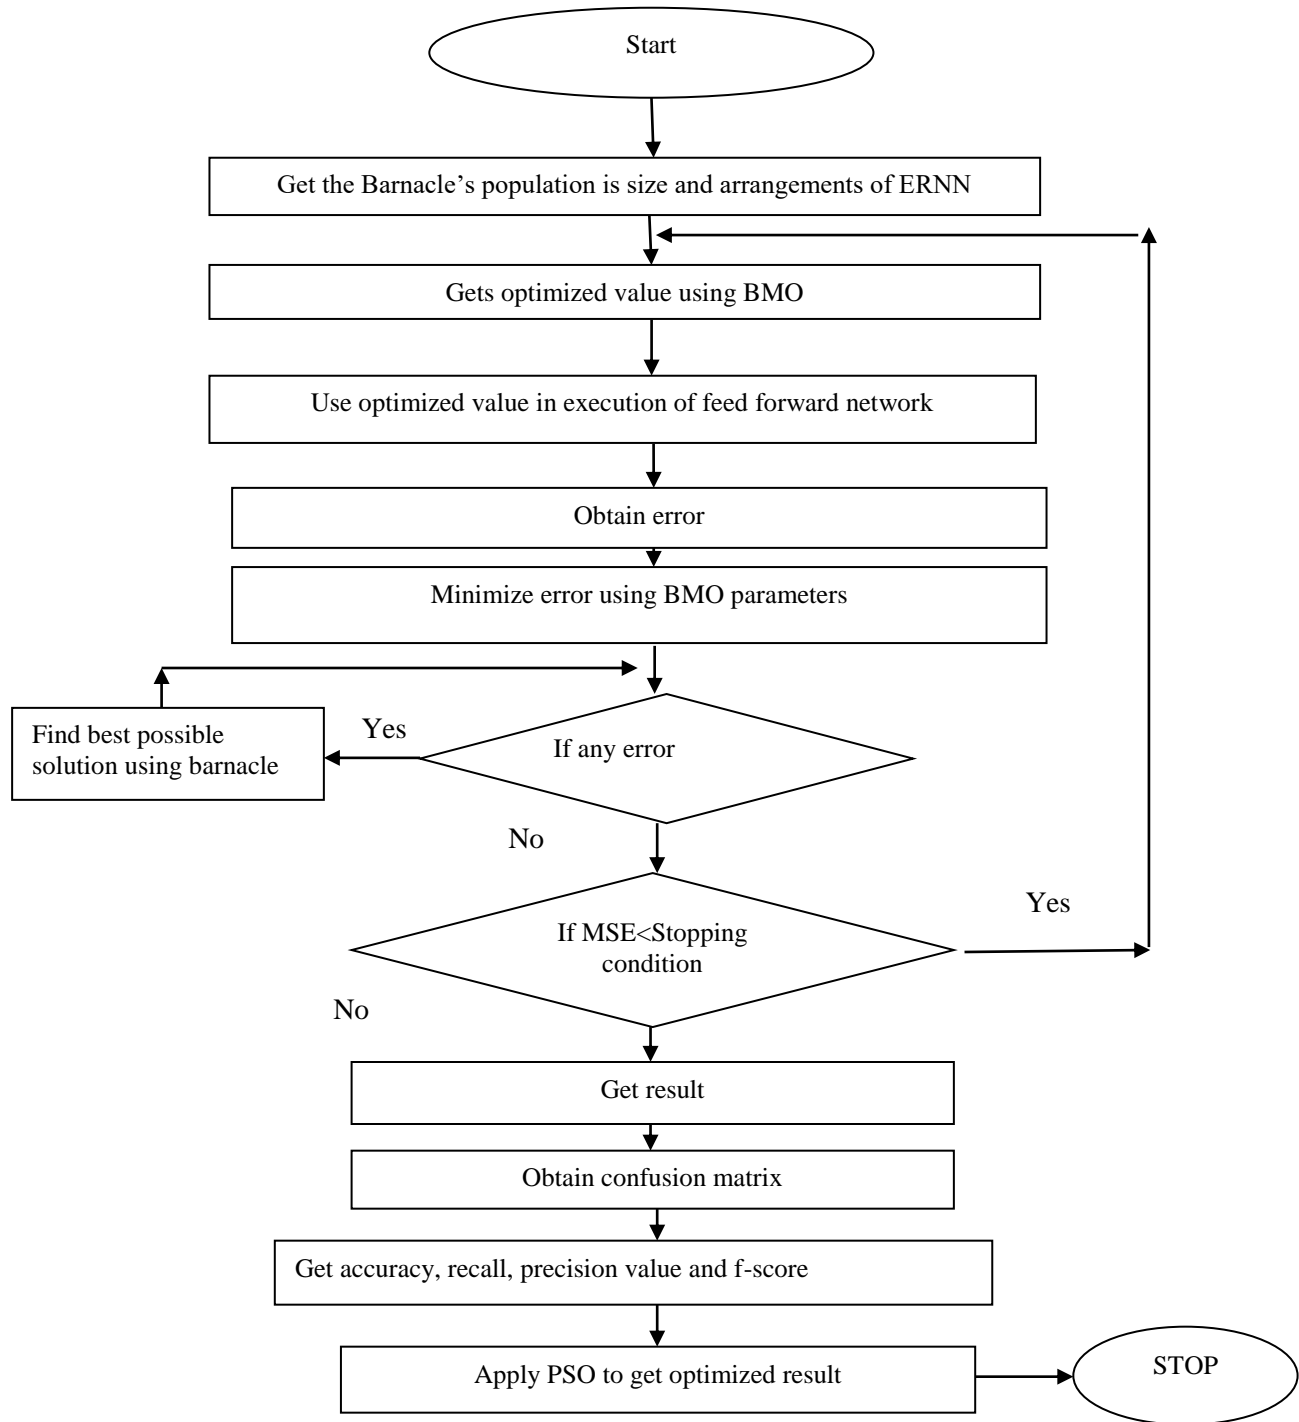 Start
Get the Barnacle’s population is size and arrangements of ERNN
Gets optimized value using BMO
Use optimized value in execution of feed forward network
Obtain error
Minimize error using BMO parameters
Find best possible
solution using barnacle
Yes
If any error
No
If MSE<Stopping
condition
Yes
No
Get result
Obtain confusion matrix
Get accuracy, recall, precision value and f-score
Apply PSO to get optimized result
STOP